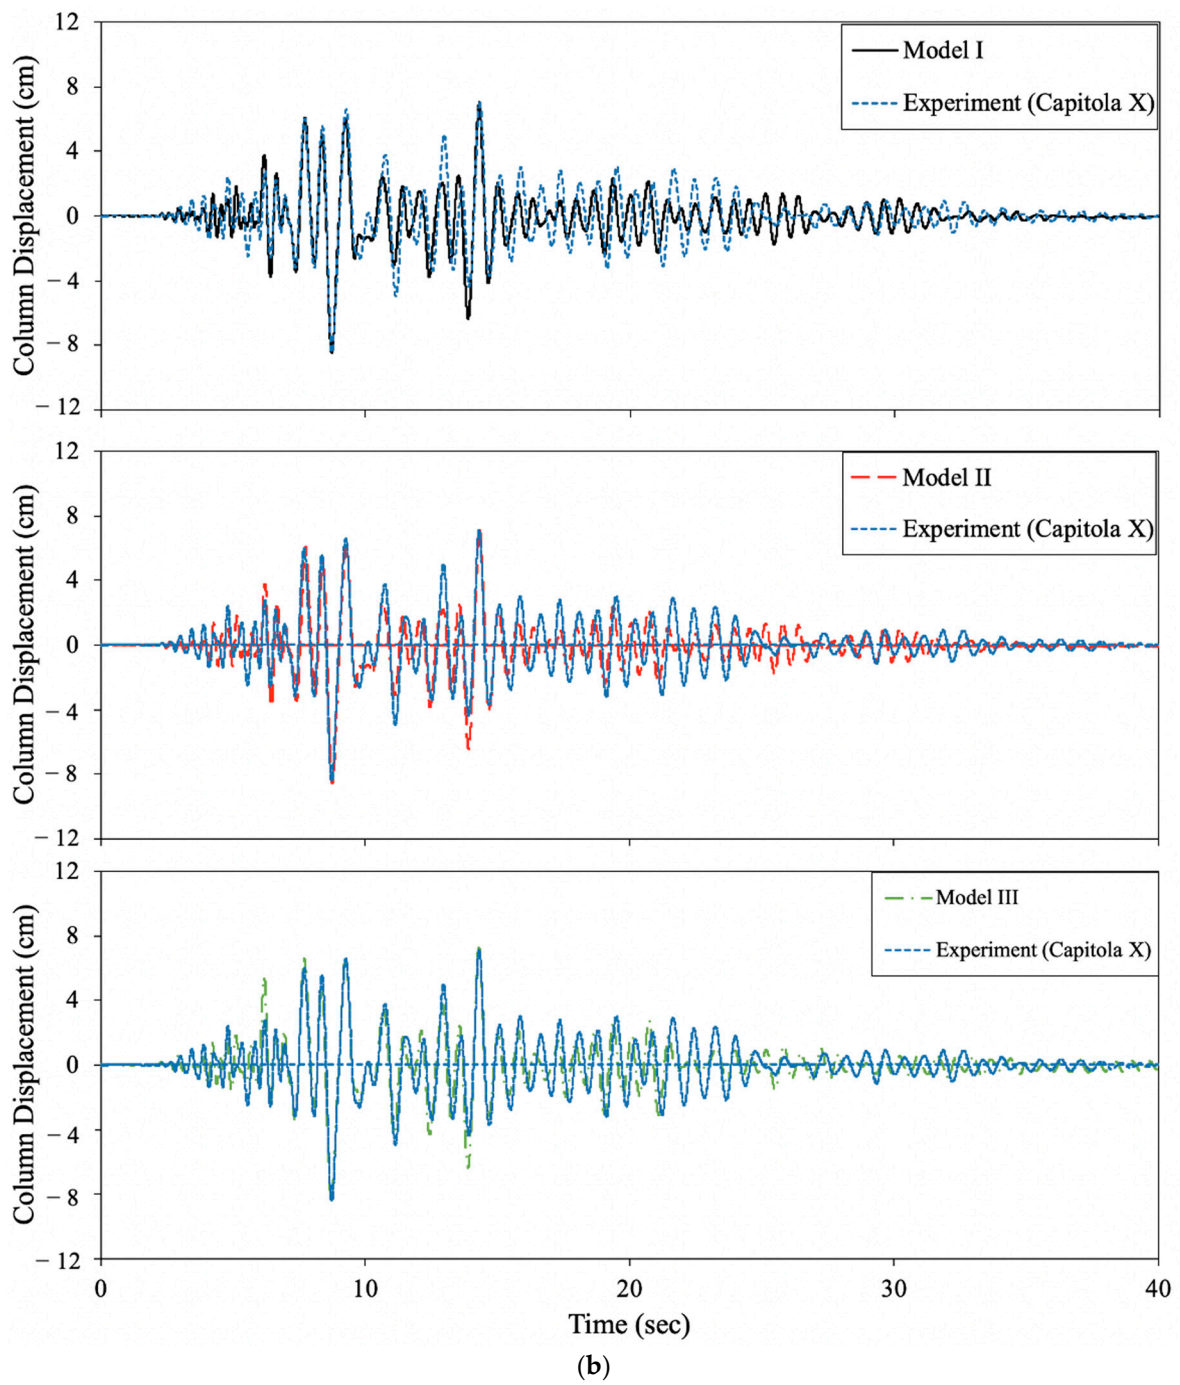 12
8
4
0
− 4
− 8
− 12
Column Displacement (cm)
Model I
Experiment (Capitola X)
12
8
4
0
− 4
− 8
− 12
Column Displacement (cm)
Model II
Experiment (Capitola X)
12
8
4
0
− 4
− 8
− 12
Column Displacement (cm)
Model III
Experiment (Capitola X)
0 10 20 30 40
Time (sec)
(b)